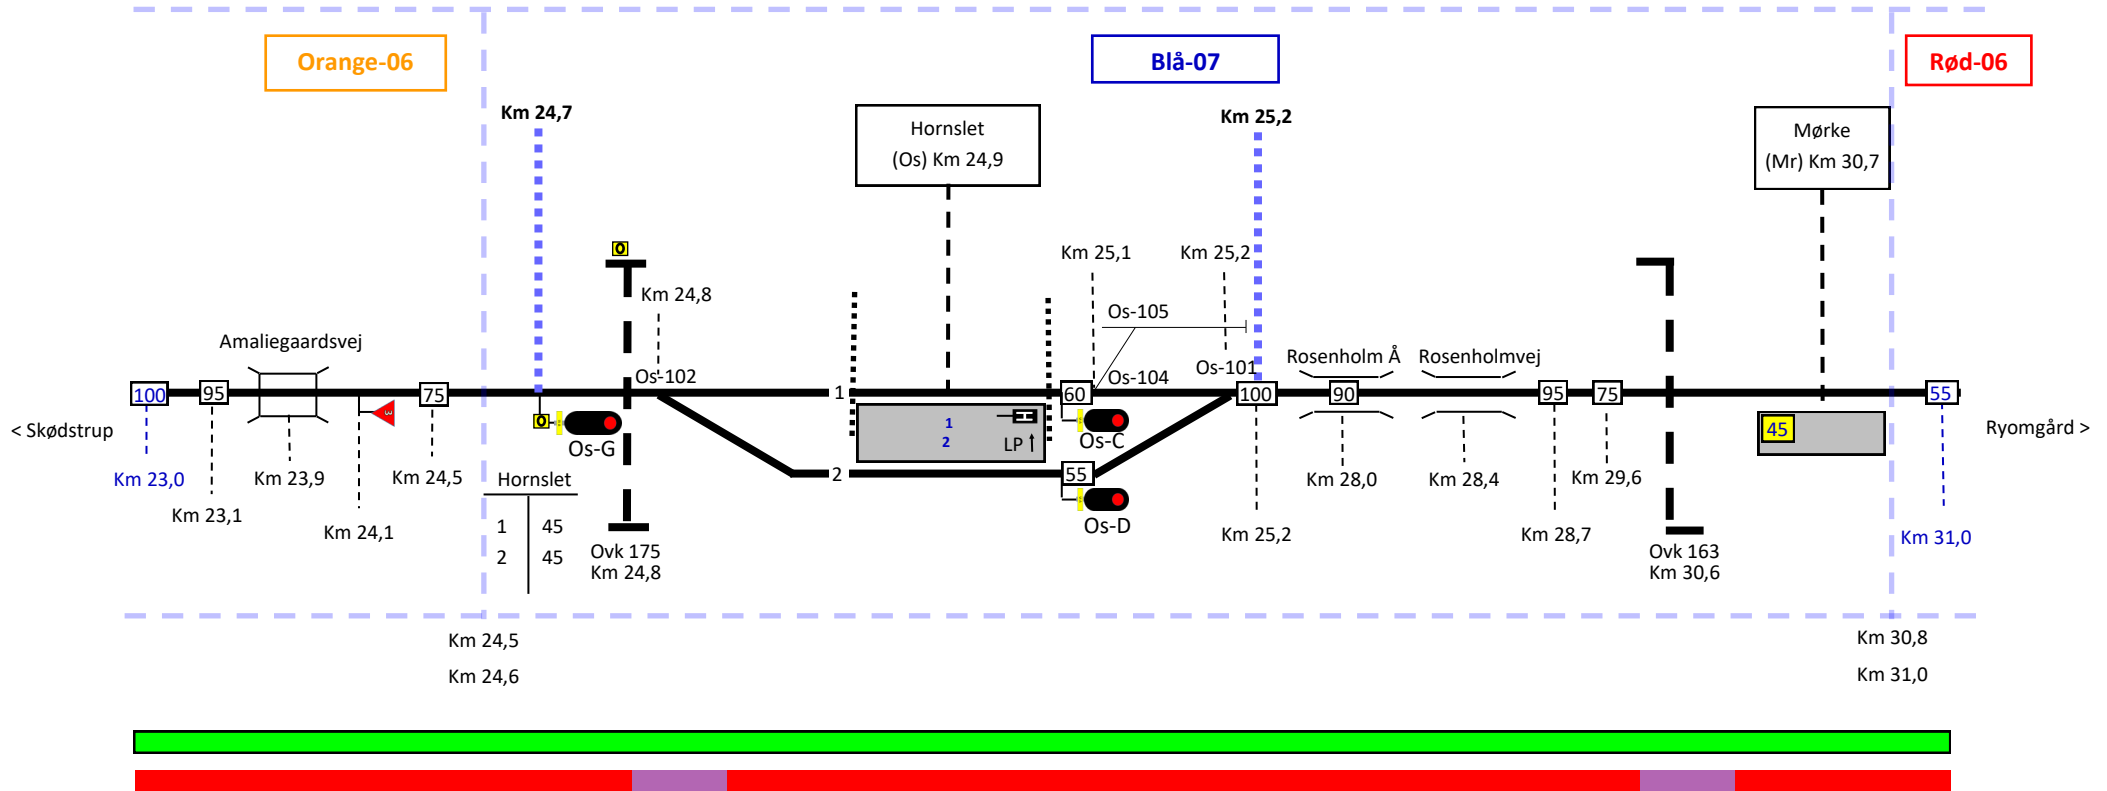 Orange-06
Blå-07
Rød-06
Km 24,7
Km 25,2
Hornslet
(Os) Km 24,9
Mørke
(Mr) Km 30,7
O
Km 25,1
Km 25,2
Km 24,8
Os-105
Amaliegaardsvej
Rosenholm Å
Rosenholmvej
Os-102
Os-104
Os-101
100
95
75
1
60
100
90
95
75
55
3
< Skødstrup
O
Os-G
1
2
H
LP ↑
Os-C
45
Ryomgård >
2
55
Km 23,0
Km 23,9
Km 24,5
Hornslet
Km 28,0
Km 28,4
Km 29,6
Km 23,1
Km 24,1
1 45
2 45
Os-D
Km 25,2
Km 28,7
Km 31,0
Ovk 175
Km 24,8
Ovk 163
Km 30,6
Km 24,5
Km 24,6
Km 30,8
Km 31,0